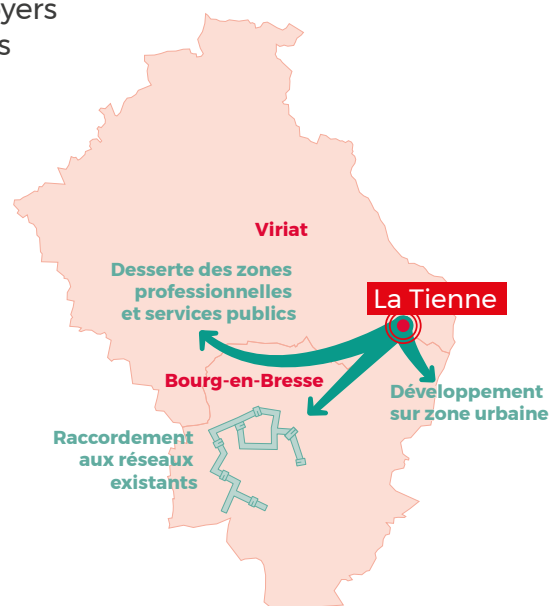 Viriat
Desserte des zones
professionnelles
et services publics
La Tienne
Bourg-en-Bresse
Développement
sur zone urbaine
Raccordement
aux réseaux
existants